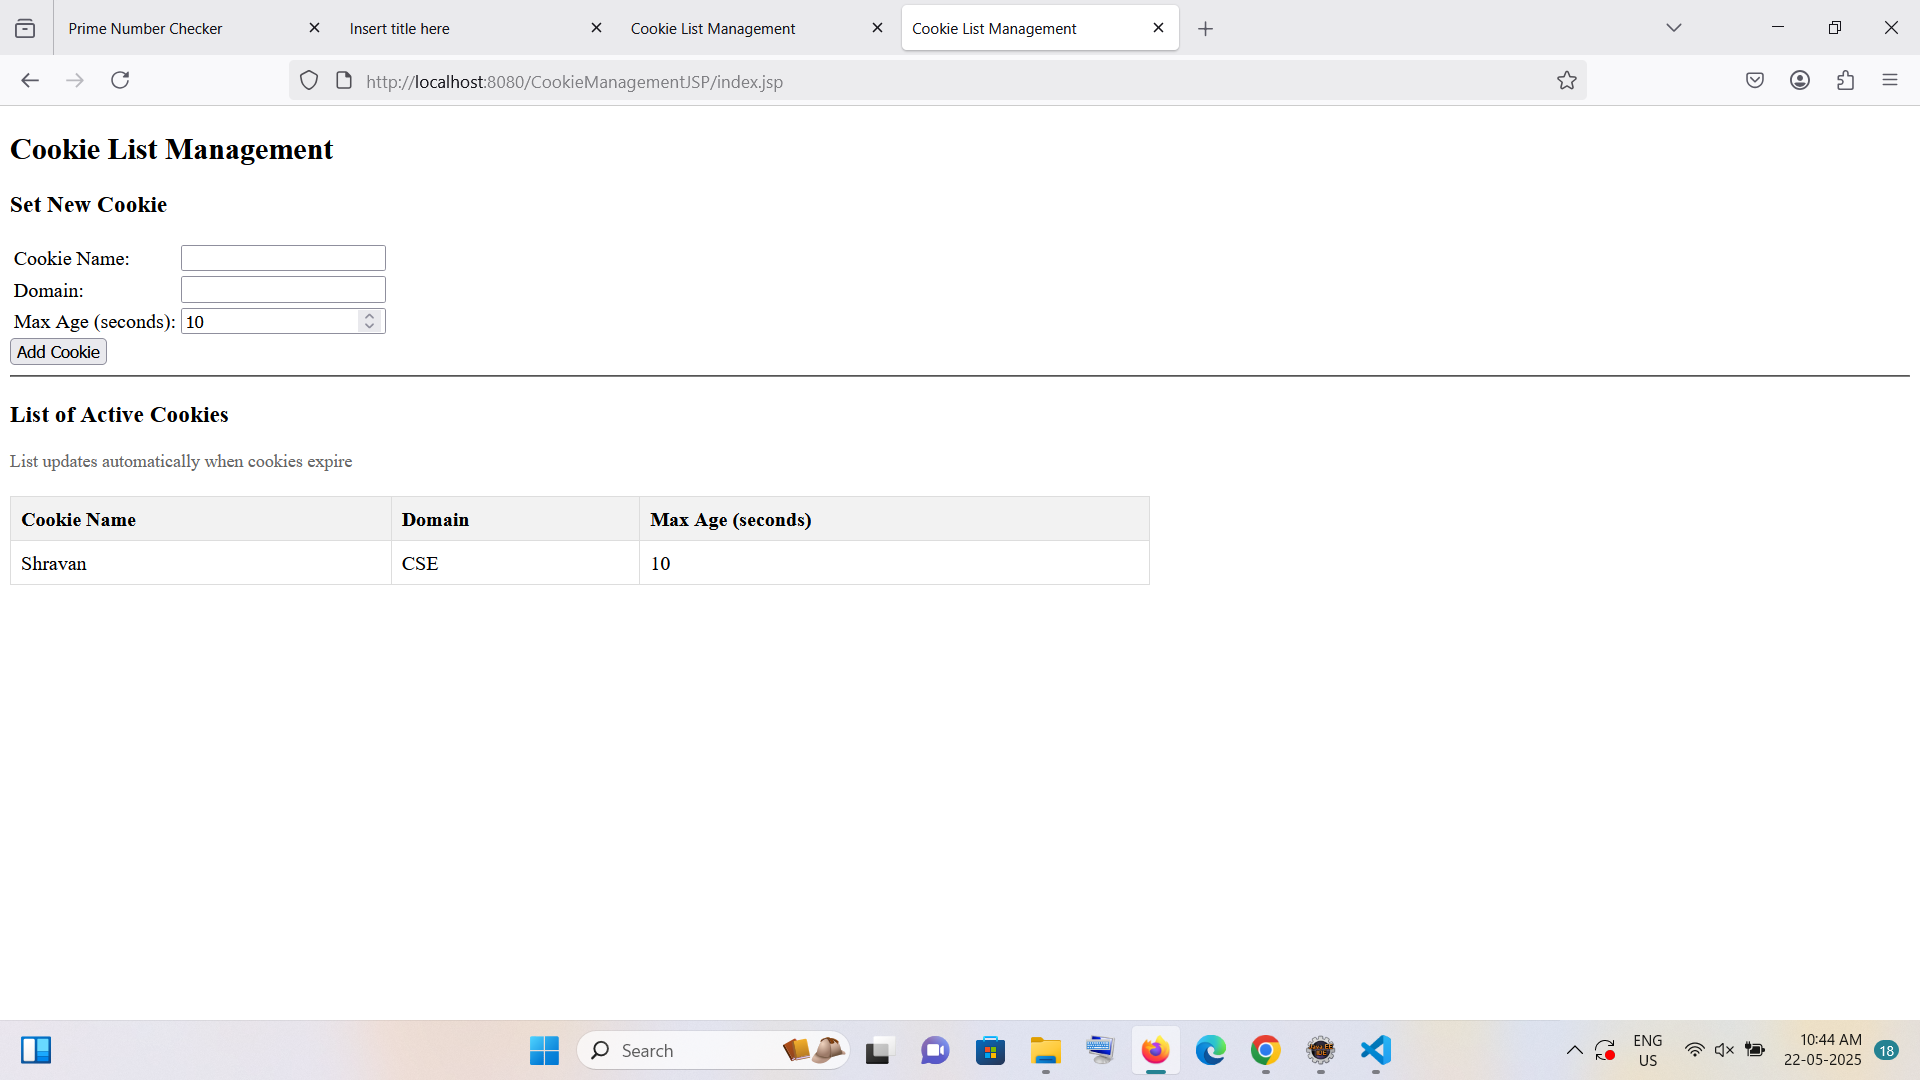 Prime Number Checker
Insert title here
Cookie List Management
Cookie List Management
http://localhost:8080/CookieManagementJSP/index.jsp
Cookie List Management
Set New Cookie
Cookie Name:
Domain:
Max Age (seconds): 10
Add Cookie
List of Active Cookies
List updates automatically when cookies expire
Cookie Name Domain Max Age (seconds)
Shravan CSE 10
Search
ENG
US
10:44 AM
22-05-2025
18